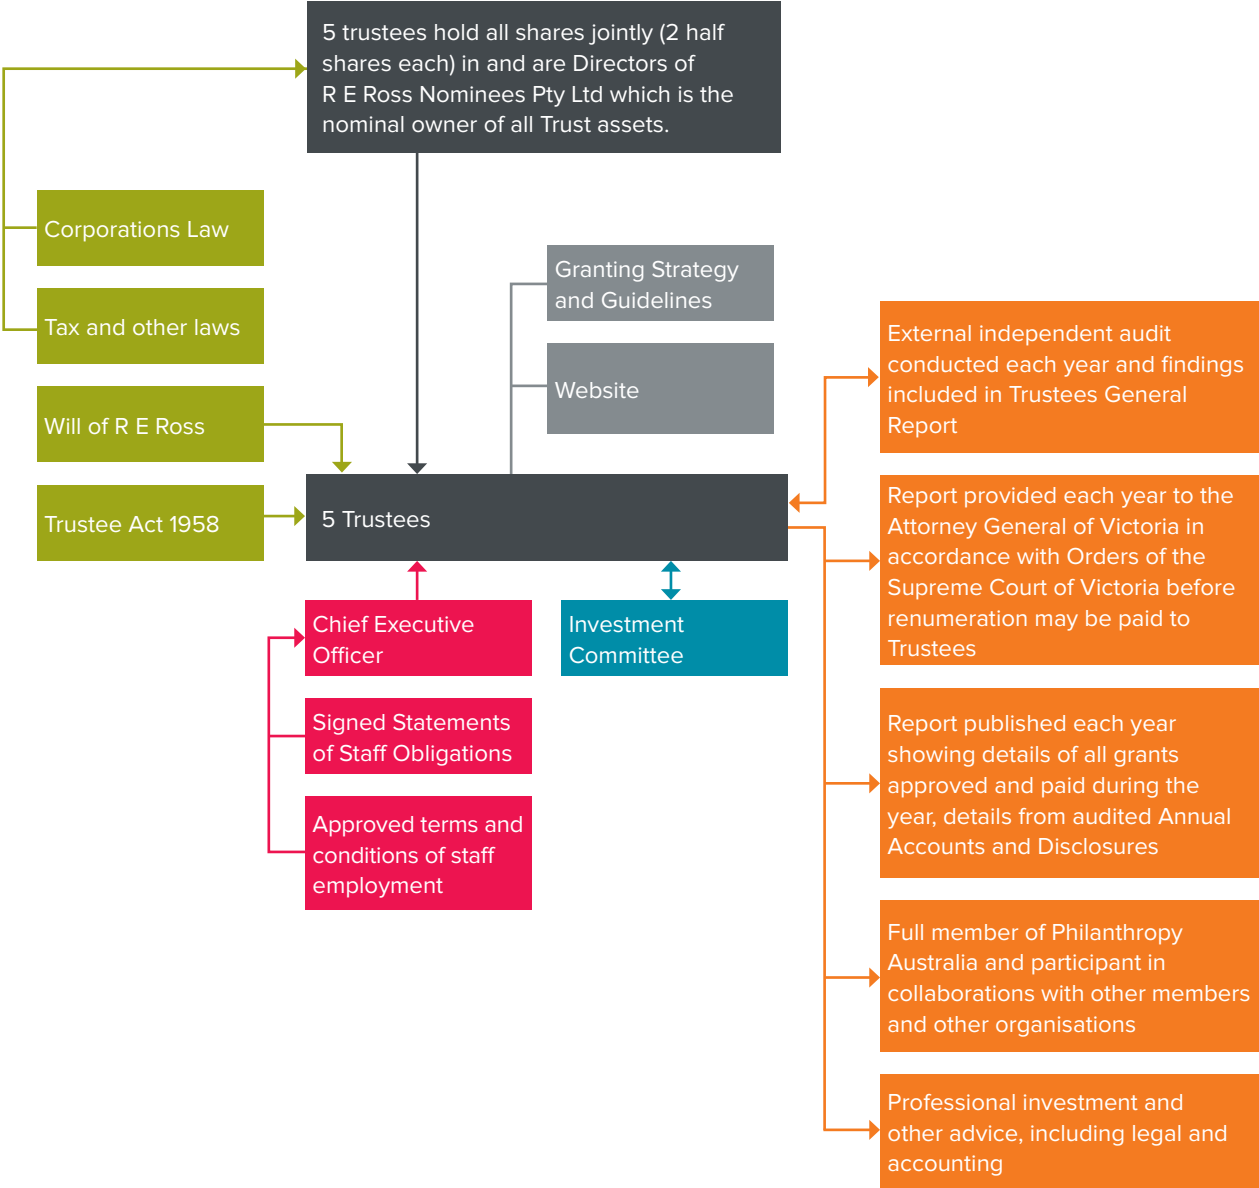 5 trustees hold all shares jointly (2 half
shares each) in and are Directors of
R E Ross Nominees Pty Ltd which is the
nominal owner of all Trust assets.
Corporations Law
Tax and other laws
Will of R E Ross
Trustee Act 1958
Granting Strategy
and Guidelines
Website
5 Trustees
Chief Executive
Officer
Signed Statements
of Staff Obligations
Approved terms and
conditions of staff
employment
Investment
Committee
External independent audit
conducted each year and findings
included in Trustees General
Report
Report provided each year to the
Attorney General of Victoria in
accordance with Orders of the
Supreme Court of Victoria before
renumeration may be paid to
Trustees
Report published each year
showing details of all grants
approved and paid during the
year, details from audited Annual
Accounts and Disclosures
Full member of Philanthropy
Australia and participant in
collaborations with other members
and other organisations
Professional investment and
other advice, including legal and
accounting